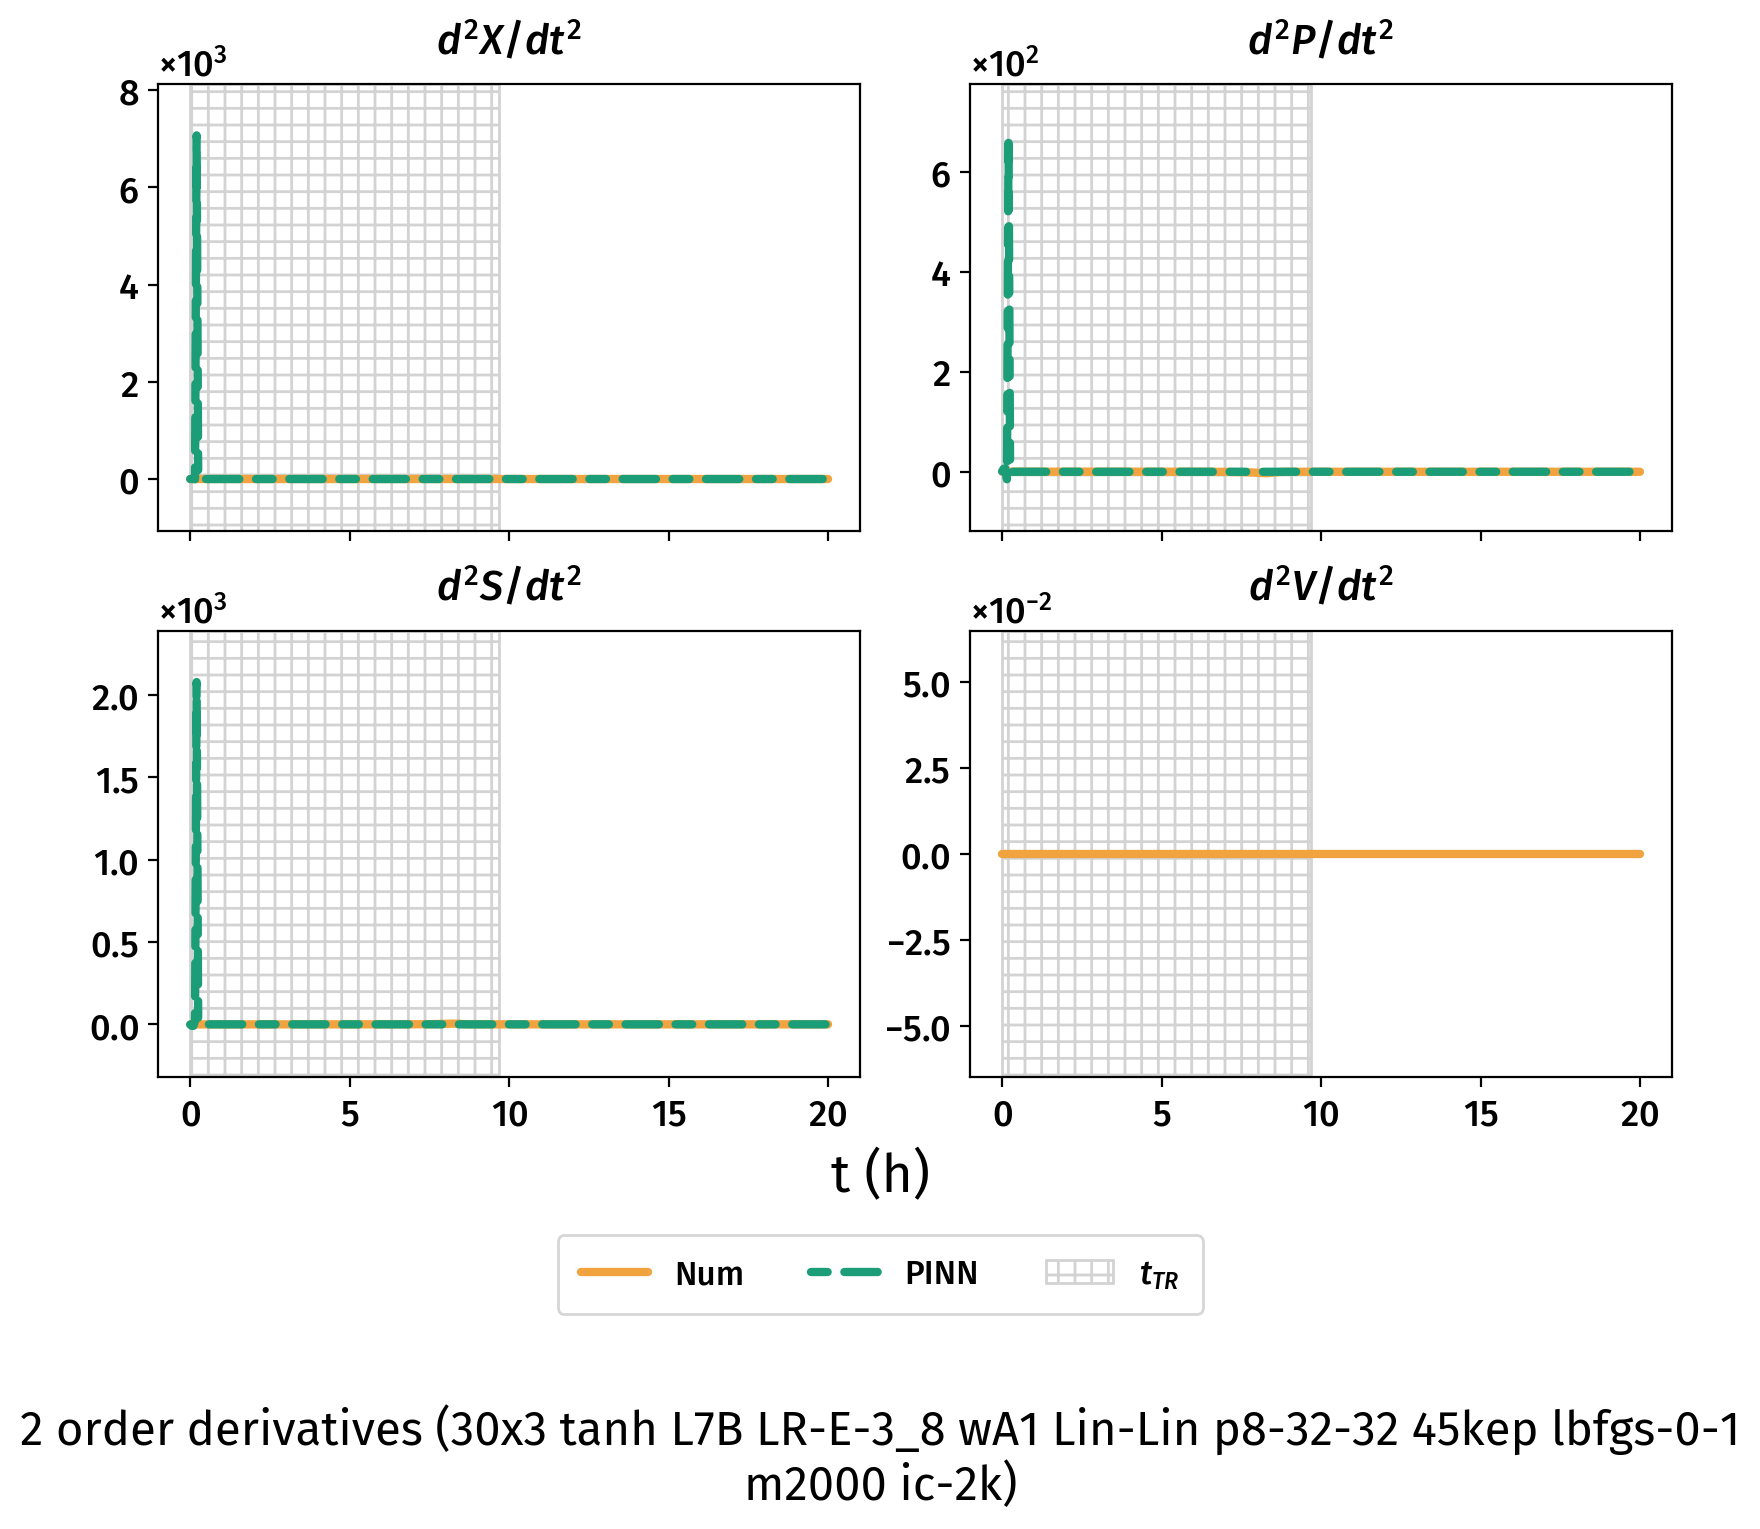 d²X/dt²
×10³
8
6
4
2
0
d²P/dt²
×10²
6
4
2
0
d²S/dt²
×10³
2.0
1.5
1.0
0.5
0.0
0 5 10 15 20
d²V/dt²
×10⁻²
5.0
2.5
0.0
−2.5
−5.0
0 5 10 15 20
t (h)
Num PINN t_TR
2 order derivatives (30x3 tanh L7B LR-E-3_8 wA1 Lin-Lin p8-32-32 45kep lbfgs-0-1
m2000 ic-2k)